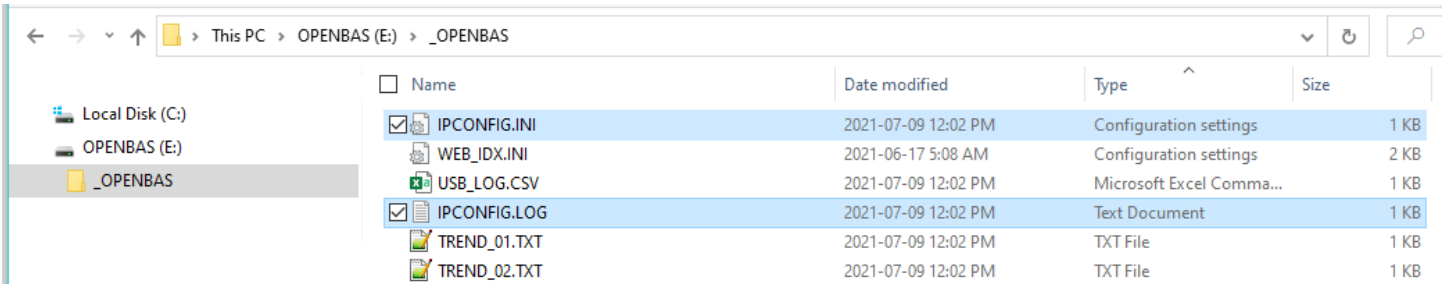 This PC > OPENBAS (E:) > _OPENBAS
Name Date modified Type Size
Local Disk (C:)
IPCONFIG.INI 2021-07-09 12:02 PM Configuration settings 1 KB
OPENBAS (E:)
WEB_IDX.INI 2021-06-17 5:08 AM Configuration settings 2 KB
_OPENBAS
USB_LOG.CSV 2021-07-09 12:02 PM Microsoft Excel Comma... 1 KB
IPCONFIG.LOG 2021-07-09 12:02 PM Text Document 1 KB
TREND_01.TXT 2021-07-09 12:02 PM TXT File 1 KB
TREND_02.TXT 2021-07-09 12:02 PM TXT File 1 KB